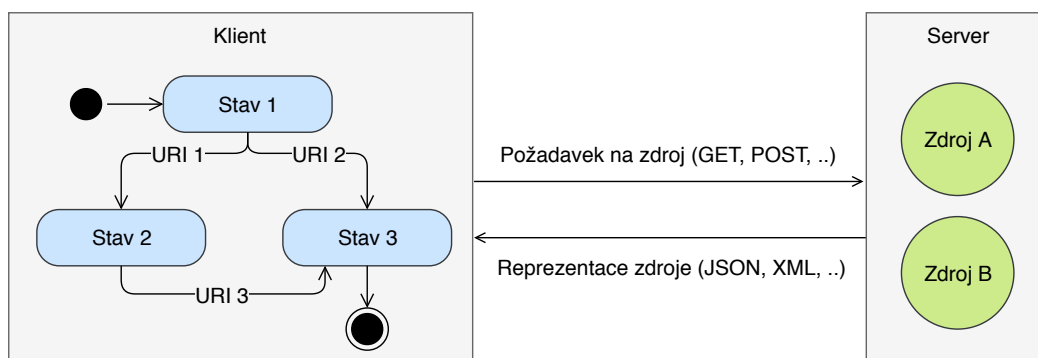 Klient
Server
Stav 1
URI 1
URI 2
Stav 2
Stav 3
URI 3
Požadavek na zdroj (GET, POST, ..)
Reprezentace zdroje (JSON, XML, ..)
Zdroj A
Zdroj B